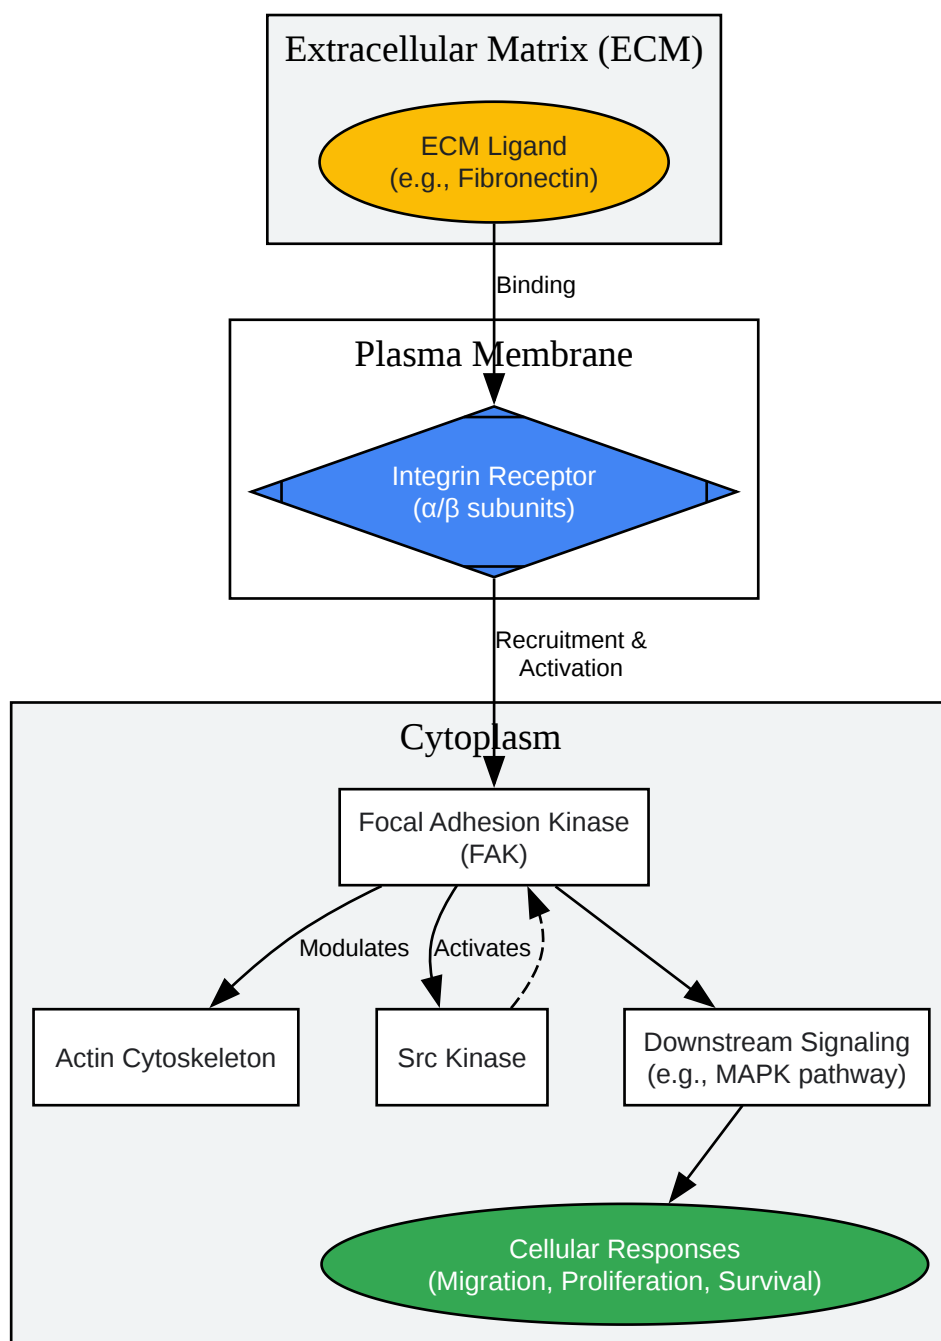 Extracellular Matrix (ECM)
ECM Ligand
(e.g., Fibronectin)
Binding
Plasma Membrane
Integrin Receptor
(α/β subunits)
Recruitment &
Activation
Cytoplasm
Focal Adhesion Kinase
(FAK)
Modulates
Activates
Actin Cytoskeleton
Src Kinase
Downstream Signaling
(e.g., MAPK pathway)
Cellular Responses
(Migration, Proliferation, Survival)